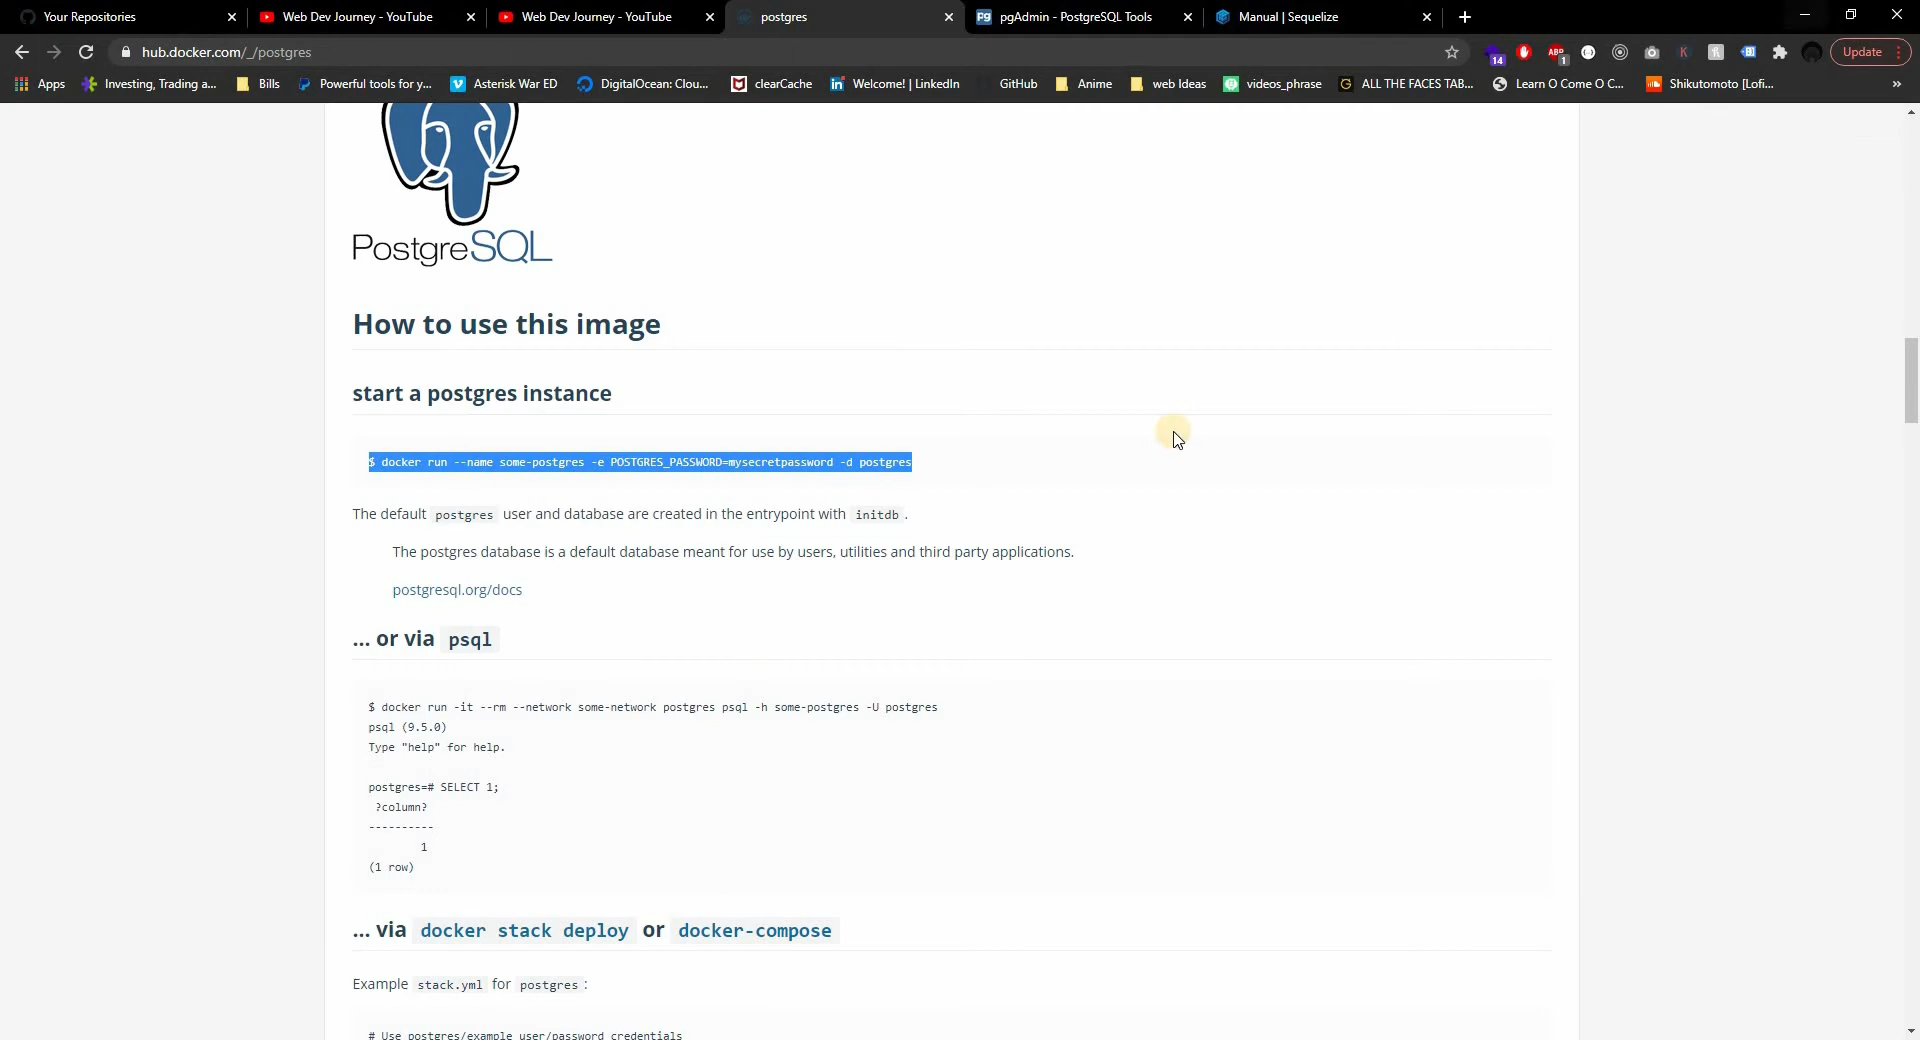 Your Repositories
Web Dev Journey - YouTube
Web Dev Journey - YouTube
postgres
pgAdmin - PostgreSQL Tools
Manual | Sequelize
hub.docker.com/_/postgres
14
ABP
1
K
Update
Apps
Investing, Trading a...
Bills
Powerful tools for y...
Asterisk War ED
DigitalOcean: Clou...
clearCache
Welcome! | LinkedIn
GitHub
Anime
web Ideas
videos_phrase
ALL THE FACES TAB...
Learn O Come O C...
Shikutomoto [Lofi...
»
PostgreSQL
How to use this image
start a postgres instance
$ docker run --name some-postgres -e POSTGRES_PASSWORD=mysecretpassword -d postgres
The default postgres user and database are created in the entrypoint with initdb .
The postgres database is a default database meant for use by users, utilities and third party applications.
postgresql.org/docs
... or via psql
$ docker run -it --rm --network some-network postgres psql -h some-postgres -U postgres
psql (9.5.0)
Type "help" for help.
postgres=# SELECT 1;
?column?
----------
1
(1 row)
... via docker stack deploy or docker-compose
Example stack.yml for postgres :
# Use postgres/example user/password credentials